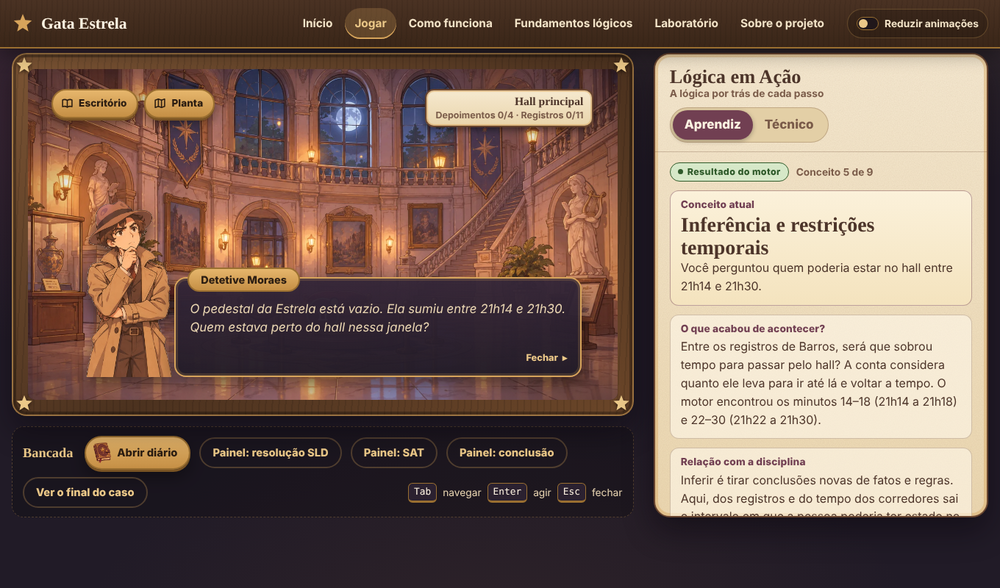 Gata Estrela
Início
Jogar
Como funciona
Fundamentos lógicos
Laboratório
Sobre o projeto
Reduzir animações
Escritório
Planta
Hall principal
Depoimentos 0/4 · Registros 0/11
Detetive Moraes
O pedestal da Estrela está vazio. Ela sumiu entre 21h14 e 21h30.
Quem estava perto do hall nessa janela?
Fechar ▸
Bancada
Abrir diário
Painel: resolução SLD
Painel: SAT
Painel: conclusão
Ver o final do caso
Tab navegar Enter agir Esc fechar
Lógica em Ação
A lógica por trás de cada passo
Aprendiz
Técnico
Resultado do motor
Conceito 5 de 9
Conceito atual
Inferência e restrições
temporais
Você perguntou quem poderia estar no hall entre
21h14 e 21h30.
O que acabou de acontecer?
Entre os registros de Barros, será que sobrou
tempo para passar pelo hall? A conta considera
quanto ele leva para ir até lá e voltar a tempo. O
motor encontrou os minutos 14–18 (21h14 a 21h18)
e 22–30 (21h22 a 21h30).
Relação com a disciplina
Inferir é tirar conclusões novas de fatos e regras.
Aqui, dos registros e do tempo dos corredores sai